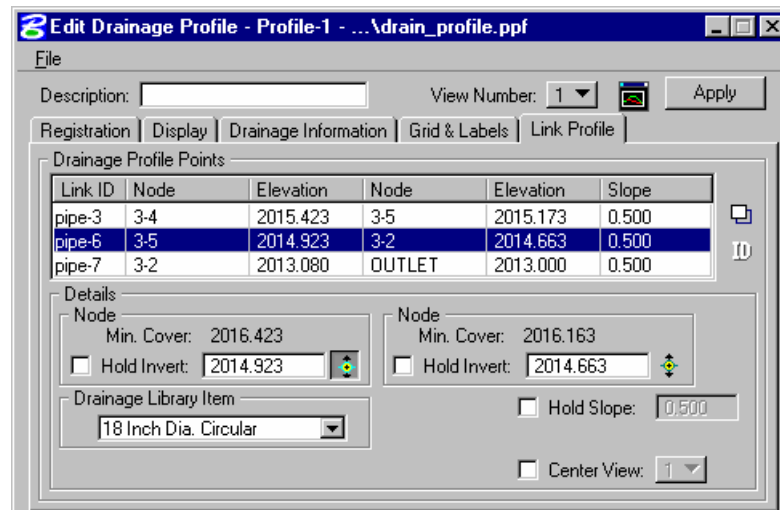 Edit Drainage Profile - Profile-1 - ...\drain_profile.ppf
File
Description: View Number: 1 Apply
Registration Display Drainage Information Grid & Labels Link Profile
Drainage Profile Points
Link ID Node Elevation Node Elevation Slope
pipe-3 3-4 2015.423 3-5 2015.173 0.500
pipe-6 3-5 2014.923 3-2 2014.663 0.500
pipe-7 3-2 2013.080 OUTLET 2013.000 0.500
ID
Details
Node Node
Min. Cover: 2016.423 Min. Cover: 2016.163
Hold Invert: 2014.923 Hold Invert: 2014.663
Drainage Library Item Hold Slope: 0.500
18 Inch Dia. Circular
Center View: 1